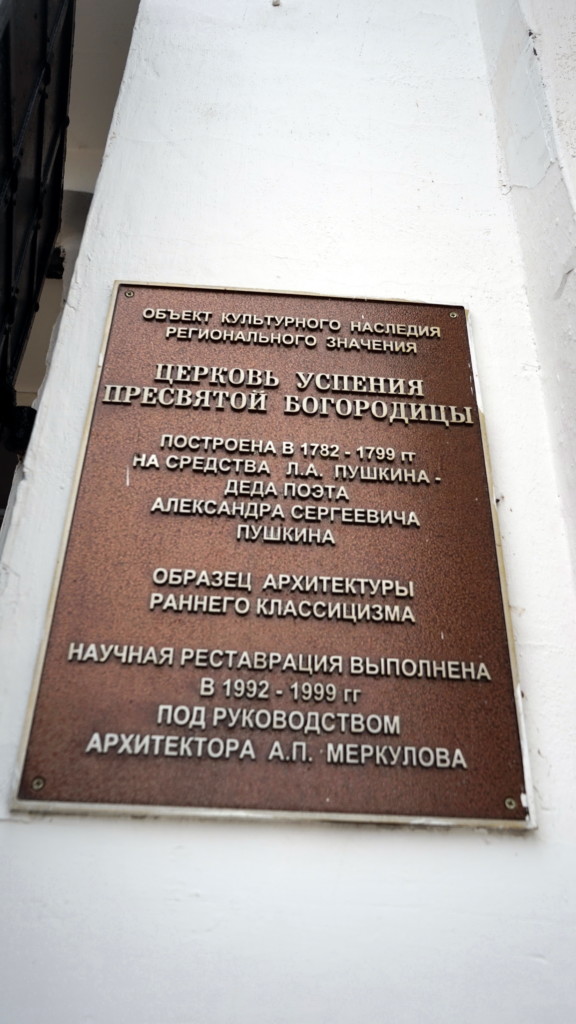 ОБЪЕКТ КУЛЬТУРНОГО НАСЛЕДИЯ
РЕГИОНАЛЬНОГО ЗНАЧЕНИЯ
ЦЕРКОВЬ УСПЕНИЯ
ПРЕСВЯТОЙ БОГОРОДИЦЫ
ПОСТРОЕНА В 1782 - 1799 гг
НА СРЕДСТВА Л.А. ПУШКИНА -
ДЕДА ПОЭТА
АЛЕКСАНДРА СЕРГЕЕВИЧА
ПУШКИНА
ОБРАЗЕЦ АРХИТЕКТУРЫ
РАННЕГО КЛАССИЦИЗМА
НАУЧНАЯ РЕСТАВРАЦИЯ ВЫПОЛНЕНА
В 1992 - 1999 гг
ПОД РУКОВОДСТВОМ
АРХИТЕКТОРА А.П. МЕРКУЛОВА